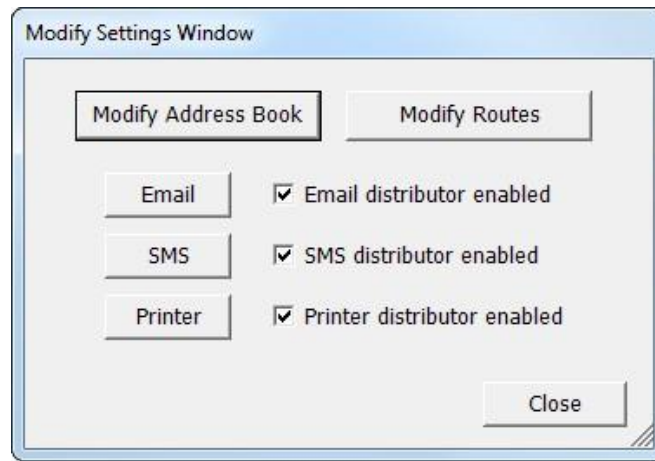 Modify Settings Window
Modify Address Book Modify Routes
Email Email distributor enabled
SMS SMS distributor enabled
Printer Printer distributor enabled
Close